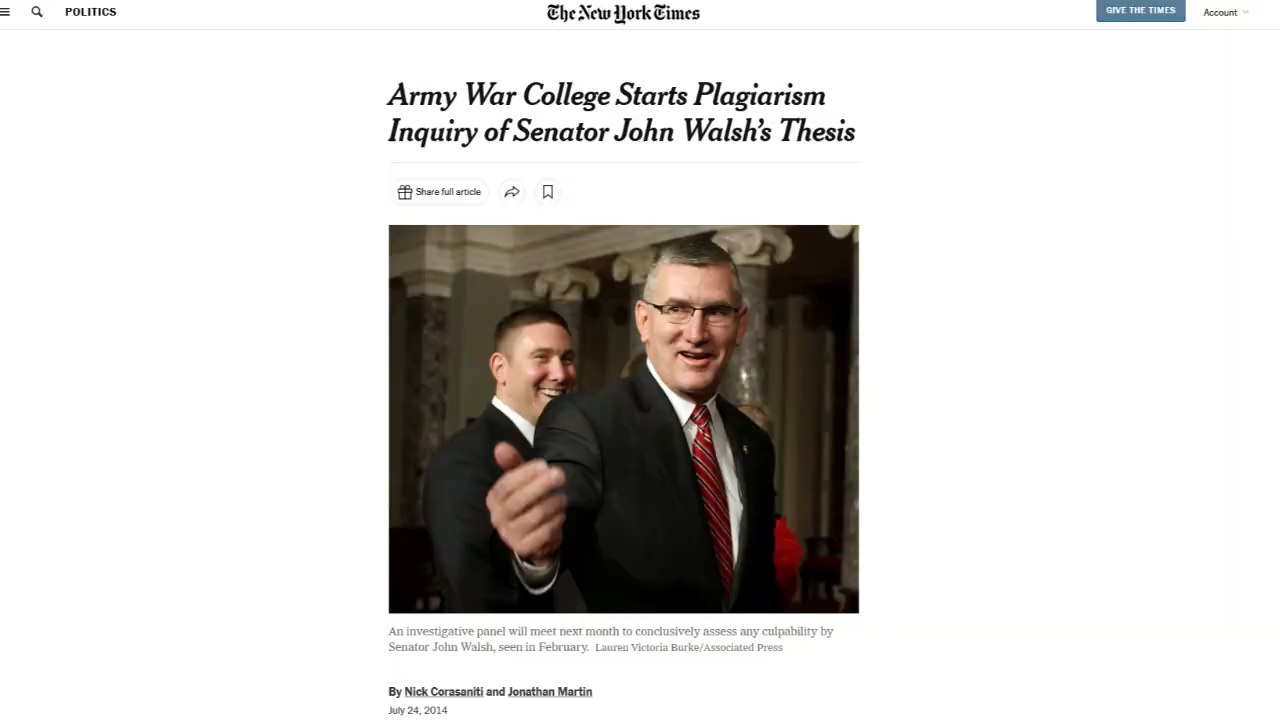 POLITICS
The New York Times
GIVE THE TIMES
Account
Army War College Starts Plagiarism
Inquiry of Senator John Walsh’s Thesis
Share full article
An investigative panel will meet next month to conclusively assess any culpability by
Senator John Walsh, seen in February. Lauren Victoria Burke/Associated Press
By Nick Corasaniti and Jonathan Martin
July 24, 2014